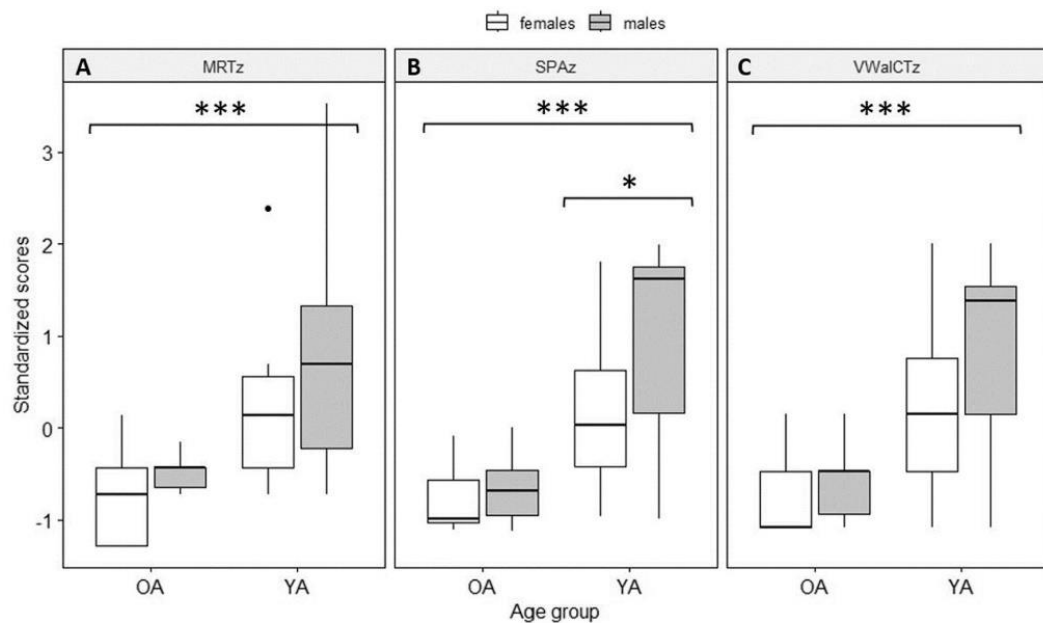 females males
A MRTz B SPAz C VWalCTz
*** *** ***
*
3
2
1
0
-1
Standardized scores
OA YA OA YA OA YA
Age group